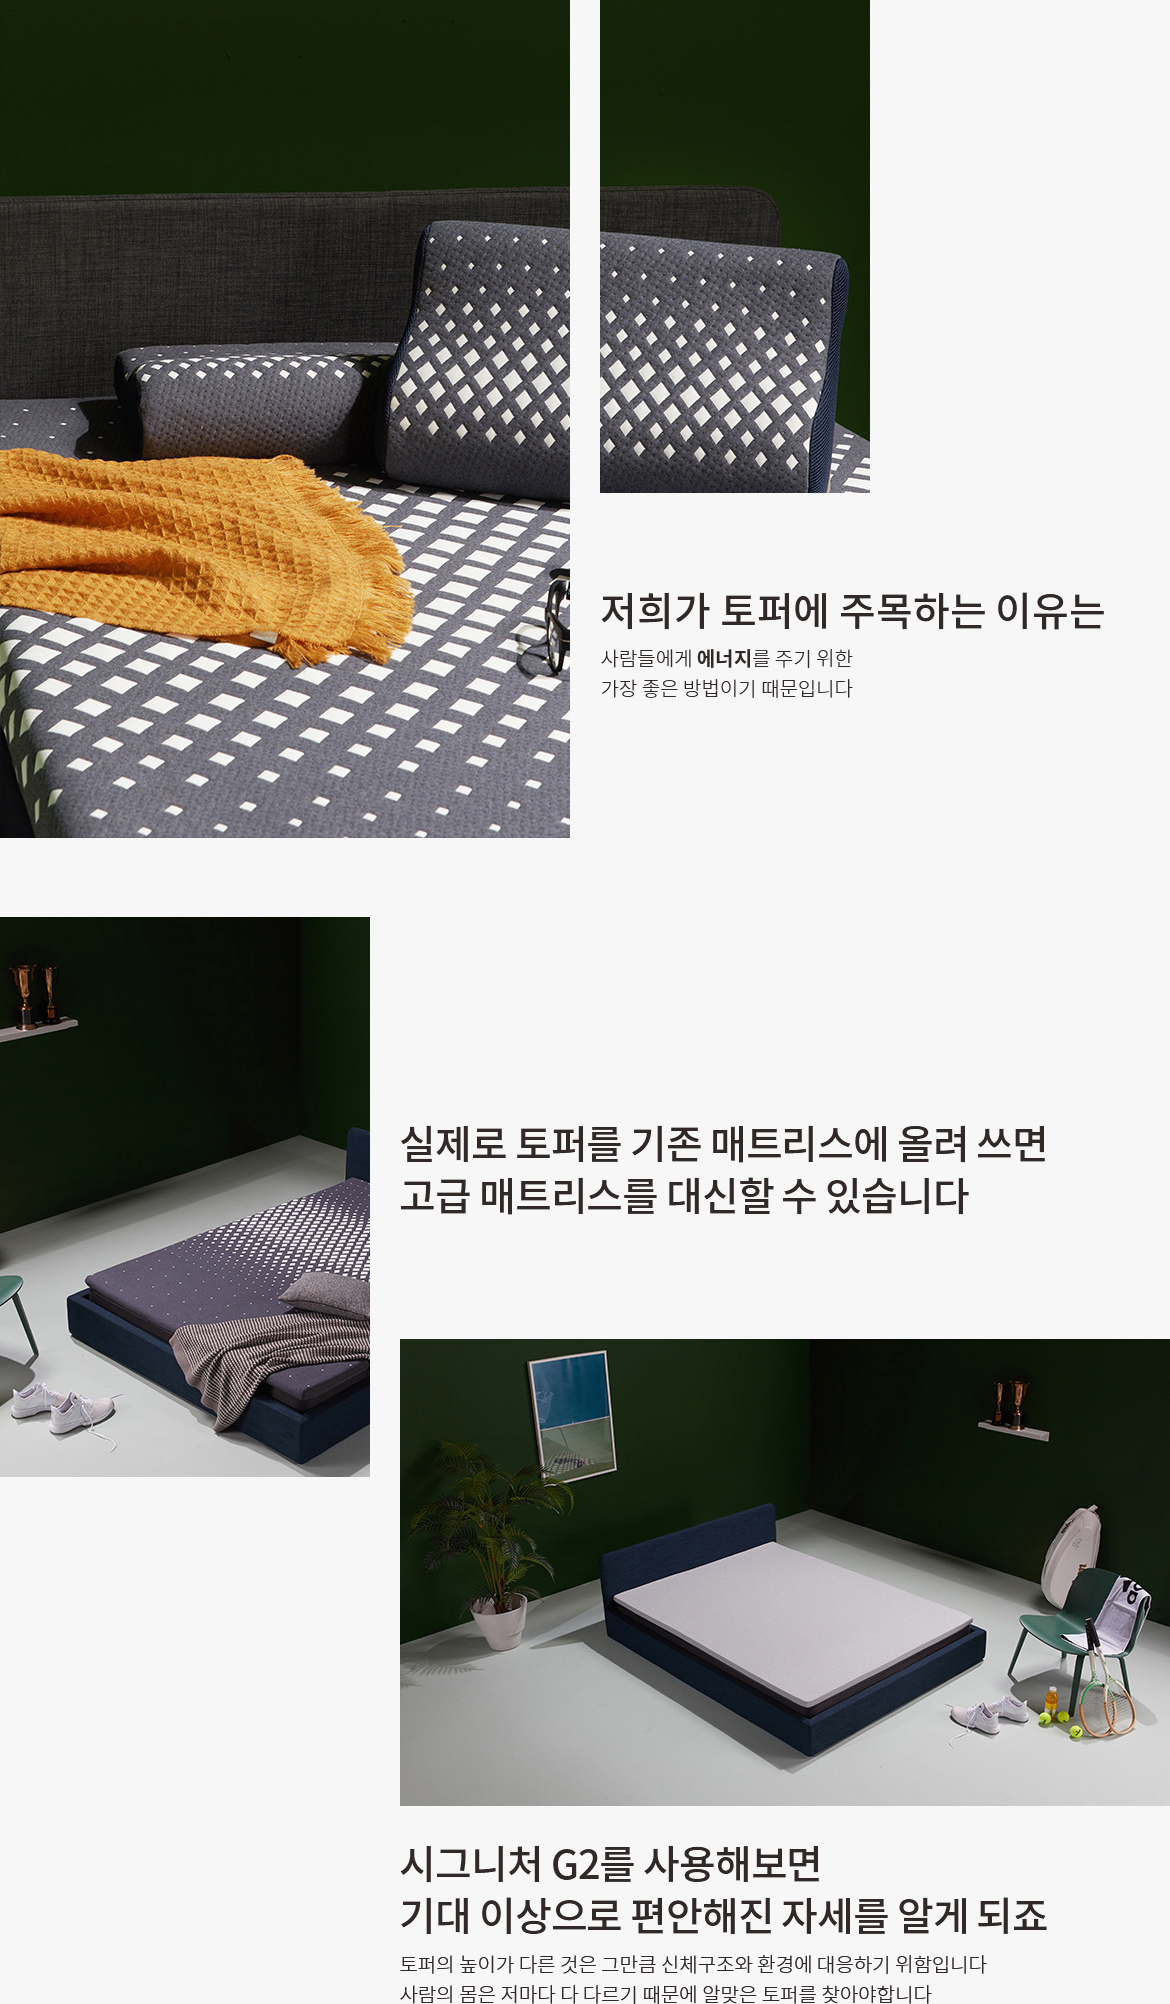 저희가 토퍼에 주목하는 이유는
사람들에게 에너지를 주기 위한
가장 좋은 방법이기 때문입니다
실제로 토퍼를 기존 매트리스에 올려 쓰면
고급 매트리스를 대신할 수 있습니다
시그니처 G2를 사용해보면
기대 이상으로 편안해진 자세를 알게 되죠
토퍼의 높이가 다른 것은 그만큼 신체구조와 환경에 대응하기 위함입니다
사람의 몸은 저마다 다 다르기 때문에 알맞은 토퍼를 찾아야합니다